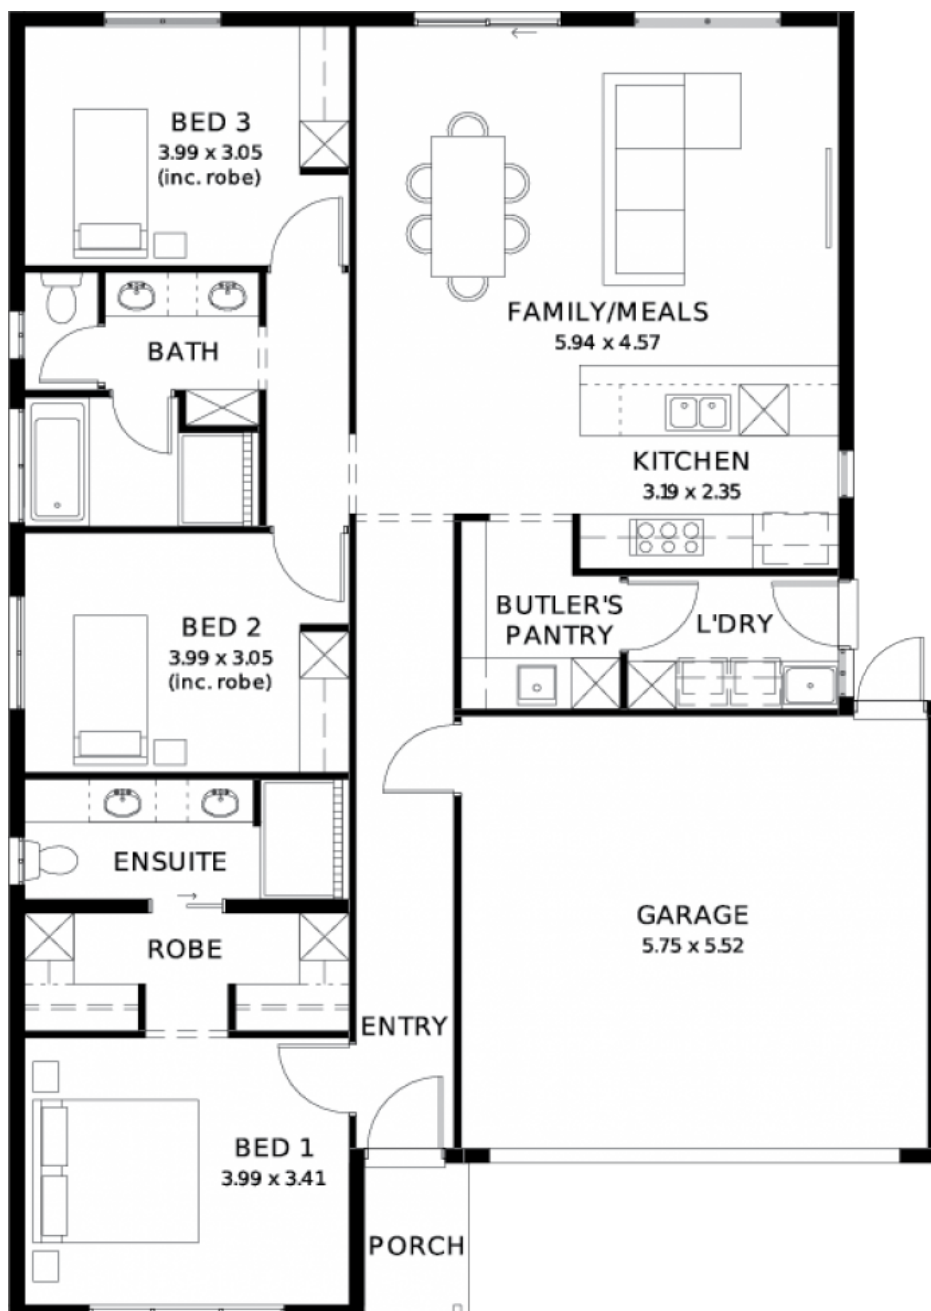 BED 3
3.99 x 3.05
(inc. robe)
FAMILY/MEALS
5.94 x 4.57
BATH
KITCHEN
3.19 x 2.35
BED 2
3.99 x 3.05
(inc. robe)
BUTLER'S
PANTRY
L'DRY
ENSUITE
ROBE
GARAGE
5.75 x 5.52
ENTRY
BED 1
3.99 x 3.41
PORCH